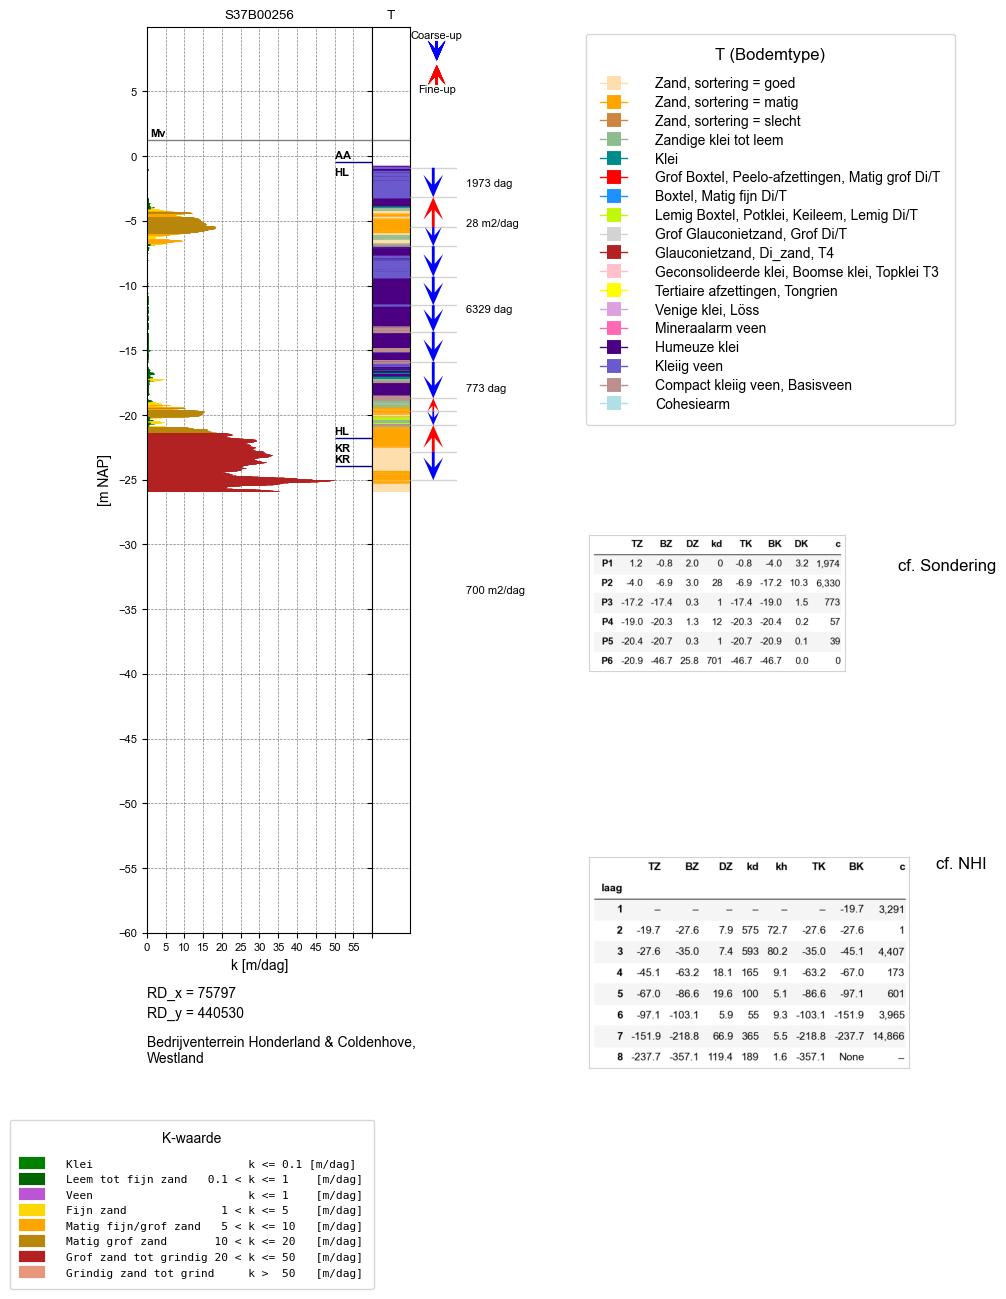 S37B00256
T
Coarse-up
Fine-up
Mv
AA
HL
HL
KR
KR
1973 dag
28 m2/dag
6329 dag
773 dag
700 m2/dag
5
0
−5
−10
−15
−20
−25
−30
−35
−40
−45
−50
−55
−60
[m NAP]
0 5 10 15 20 25 30 35 40 45 50 55
k [m/dag]
RD_x = 75797
RD_y = 440530
Bedrijventerrein Honderland & Coldenhove,
Westland
K-waarde
Klei k <= 0.1 [m/dag]
Leem tot fijn zand 0.1 < k <= 1 [m/dag]
Veen k <= 1 [m/dag]
Fijn zand 1 < k <= 5 [m/dag]
Matig fijn/grof zand 5 < k <= 10 [m/dag]
Matig grof zand 10 < k <= 20 [m/dag]
Grof zand tot grindig 20 < k <= 50 [m/dag]
Grindig zand tot grind k > 50 [m/dag]
T (Bodemtype)
Zand, sortering = goed
Zand, sortering = matig
Zand, sortering = slecht
Zandige klei tot leem
Klei
Grof Boxtel, Peelo-afzettingen, Matig grof Di/T
Boxtel, Matig fijn Di/T
Lemig Boxtel, Potklei, Keileem, Lemig Di/T
Grof Glauconietzand, Grof Di/T
Glauconietzand, Di_zand, T4
Geconsolideerde klei, Boomse klei, Topklei T3
Tertiaire afzettingen, Tongrien
Venige klei, Löss
Mineraalarm veen
Humeuze klei
Kleiig veen
Compact kleiig veen, Basisveen
Cohesiearm
cf. Sondering
TZ BZ DZ kd TK BK DK c
P1 1.2 -0.8 2.0 0 -0.8 -4.0 3.2 1,974
P2 -4.0 -6.9 3.0 28 -6.9 -17.2 10.3 6,330
P3 -17.2 -17.4 0.3 1 -17.4 -19.0 1.5 773
P4 -19.0 -20.3 1.3 12 -20.3 -20.4 0.2 57
P5 -20.4 -20.7 0.3 1 -20.7 -20.9 0.1 39
P6 -20.9 -46.7 25.8 701 -46.7 -46.7 0.0 0
cf. NHI
TZ BZ DZ kd kh TK BK c
laag
1 -- -- -- -- -- -- -19.7 3,291
2 -19.7 -27.6 7.9 575 72.7 -27.6 -27.6 1
3 -27.6 -35.0 7.4 593 80.2 -35.0 -45.1 4,407
4 -45.1 -63.2 18.1 165 9.1 -63.2 -67.0 173
5 -67.0 -86.6 19.6 100 5.1 -86.6 -97.1 601
6 -97.1 -103.1 5.9 55 9.3 -103.1 -151.9 3,965
7 -151.9 -218.8 66.9 365 5.5 -218.8 -237.7 14,866
8 -237.7 -357.1 119.4 189 1.6 -357.1 None --